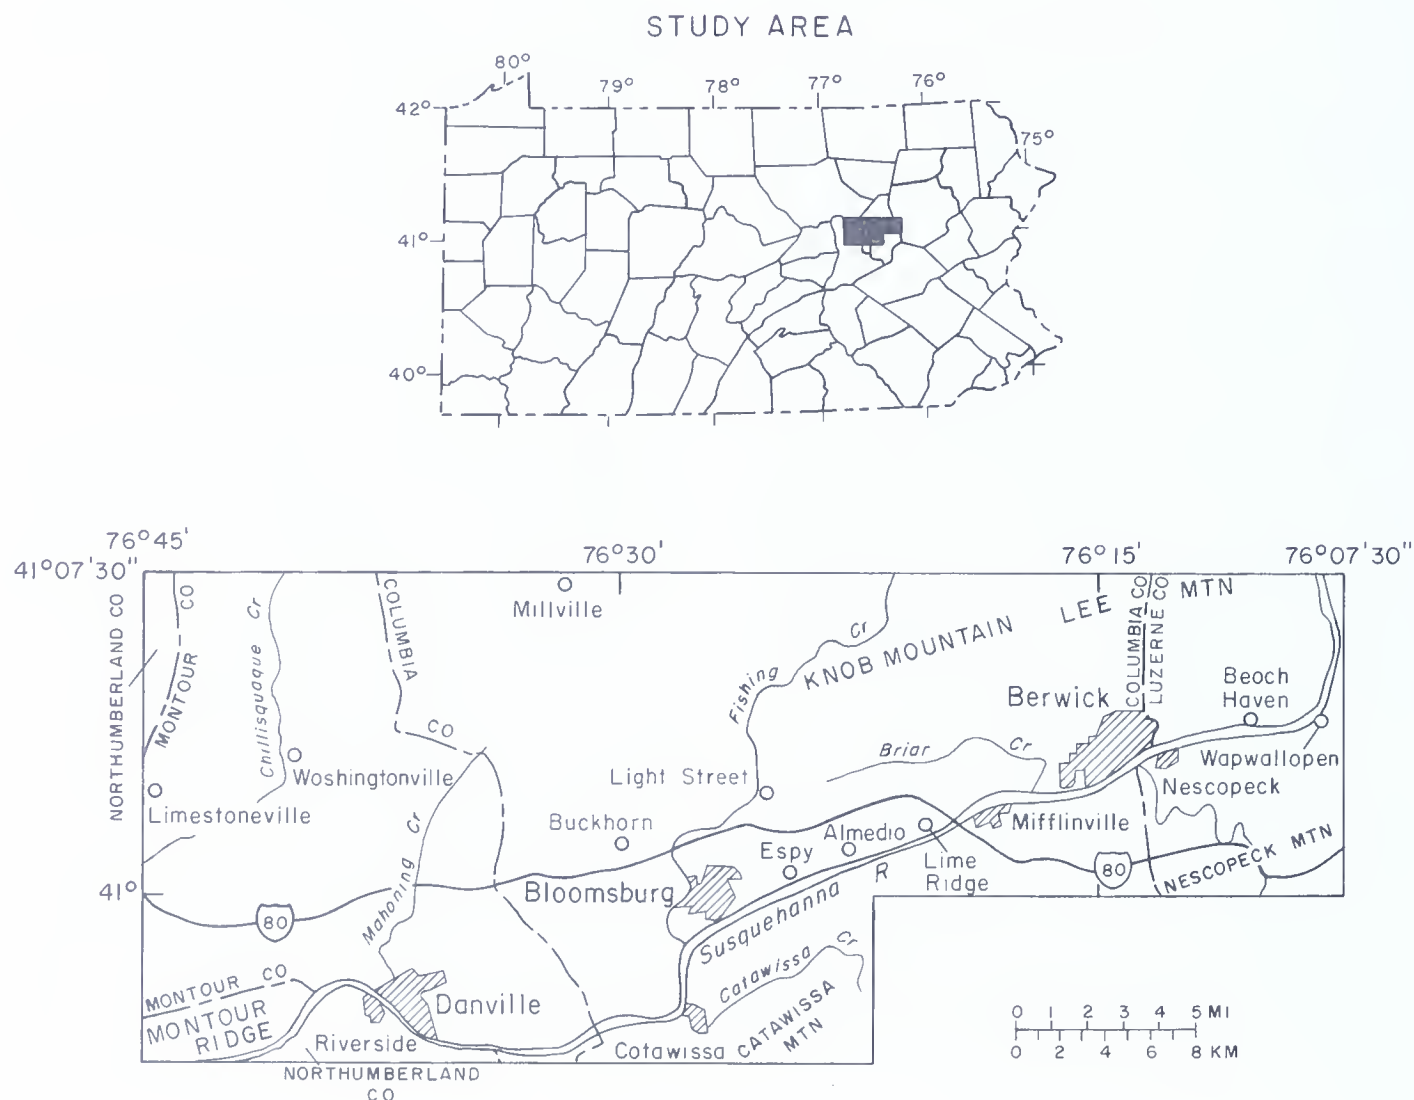 STUDY AREA
80°
79°
78°
77°
76°
42°
75°
41°
40°
76°45'
76°30'
76°15'
76°07'30"
41°07'30"
NORTHUMBERLAND CO
MONTOUR CO
Chillisquaque Cr
COLUMBIA
CO
Millville
Fishing
Cr
KNOB MOUNTAIN
LEE
MTN
COLUMBIA CO
LUZERNE CO
Berwick
Beoch
Haven
Woshingtonville
Limestoneville
Light Street
Briar
Cr
Wapwallopen
Nescopeck
Mifflinville
Buckhorn
Almedio
Espy
Lime
Ridge
80
NESCOPECK MTN
41°
Bloomsburg
Mahoning
Cr
80
Susquehanna
R
Catawissa
Cr
MONTOUR CO
MONTOUR
RIDGE
Danville
Riverside
Cotawissa
CATAWISSA
MTN
NORTHUMBERLAND
CO
0 1 2 3 4 5 MI
0 2 4 6 8 KM